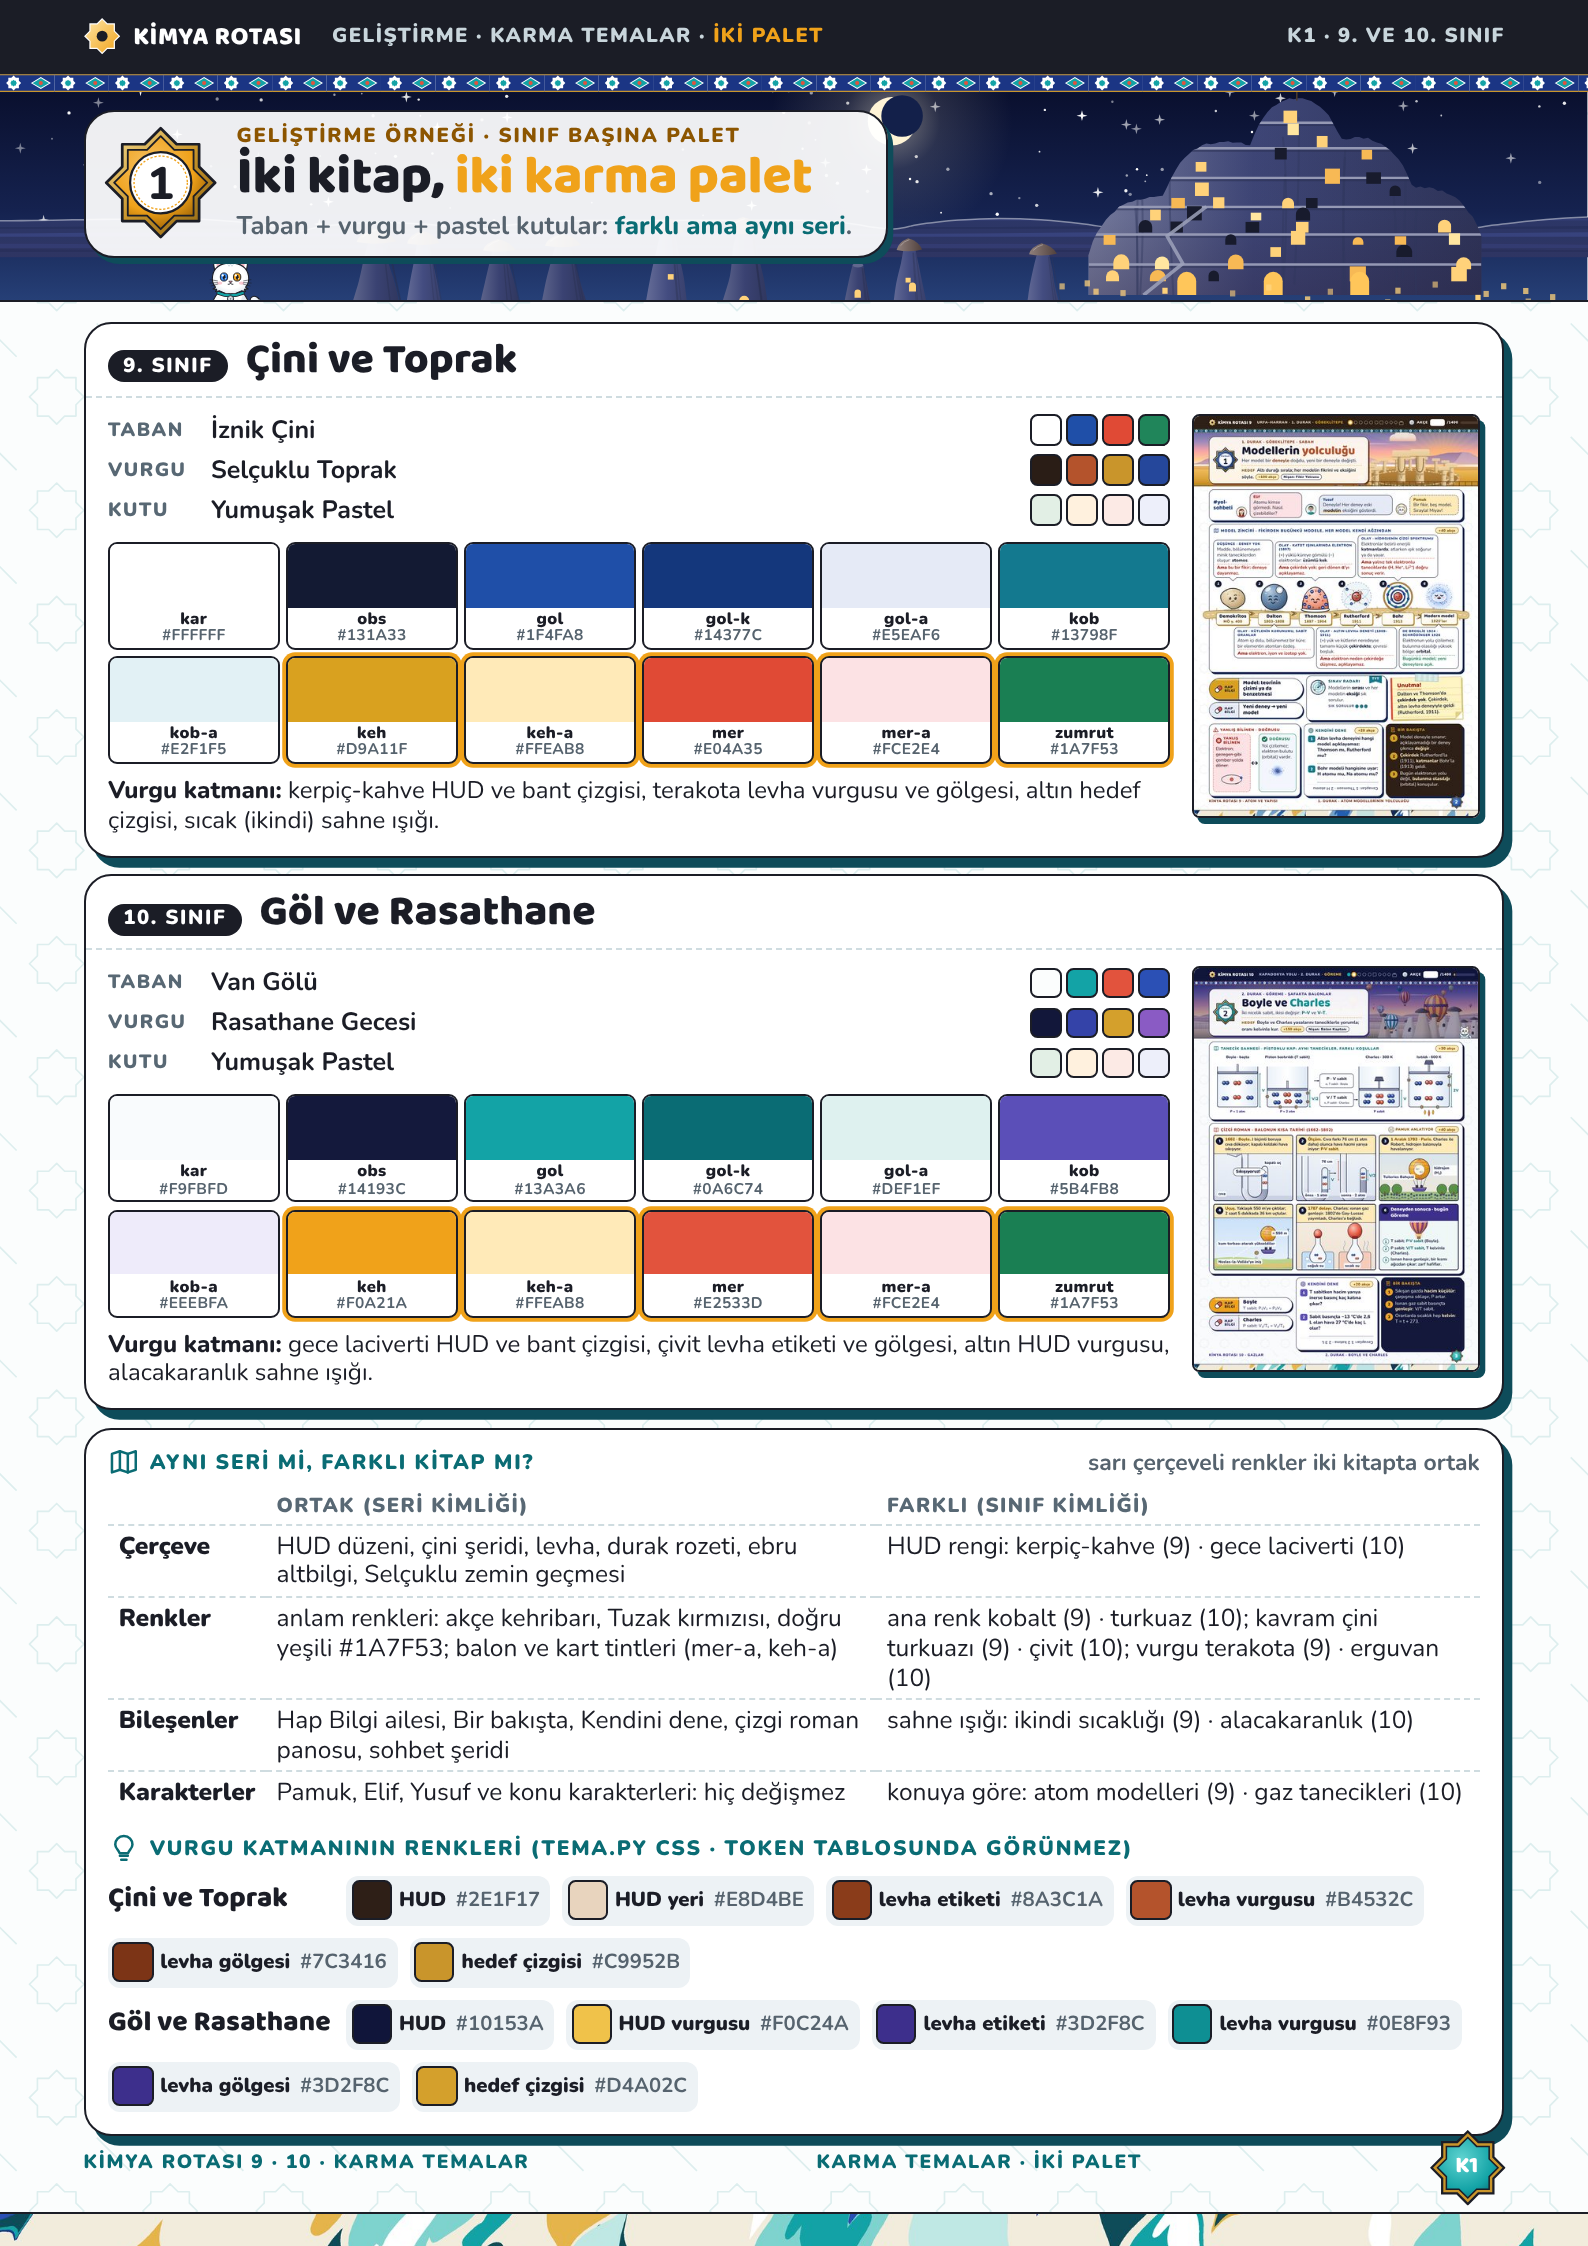 KİMYA ROTASI GELİŞTİRME · KARMA TEMALAR · İKİ PALET K1 · 9. VE 10. SINIF
GELİŞTİRME ÖRNEĞİ · SINIF BAŞINA PALET
1
İki kitap, iki karma palet
Taban + vurgu + pastel kutular: farklı ama aynı seri.
9. SINIF Çini ve Toprak
TABAN İznik Çini
VURGU Selçuklu Toprak
KUTU Yumuşak Pastel
kar obs gol gol-k gol-a kob
#FFFFFF #131A33 #1F4FA8 #14377C #E5EAF6 #13798F
kob-a keh keh-a mer mer-a zumrut
#E2F1F5 #D9A11F #FFEAB8 #E04A35 #FCE2E4 #1A7F53
Vurgu katmanı: kerpiç-kahve HUD ve bant çizgisi, terakota levha vurgusu ve gölgesi, altın hedef
çizgisi, sıcak (ikindi) sahne ışığı.
Modellerin yolculuğu
10. SINIF Göl ve Rasathane
TABAN Van Gölü
VURGU Rasathane Gecesi
KUTU Yumuşak Pastel
kar obs gol gol-k gol-a kob
#F9FBFD #14193C #13A3A6 #0A6C74 #DEF1EF #5B4FB8
kob-a keh keh-a mer mer-a zumrut
#EEEBFA #F0A21A #FFEAB8 #E2533D #FCE2E4 #1A7F53
Vurgu katmanı: gece laciverti HUD ve bant çizgisi, çivit levha etiketi ve gölgesi, altın HUD vurgusu,
alacakaranlık sahne ışığı.
Boyle ve Charles
AYNI SERİ Mİ, FARKLI KİTAP MI? sarı çerçeveli renkler iki kitapta ortak
ORTAK (SERİ KİMLİĞİ) FARKLI (SINIF KİMLİĞİ)
Çerçeve HUD düzeni, çini şeridi, levha, durak rozeti, ebru HUD rengi: kerpiç-kahve (9) · gece laciverti (10)
altbilgi, Selçuklu zemin geçmesi
Renkler anlam renkleri: akçe kehribarı, Tuzak kırmızısı, doğru ana renk kobalt (9) · turkuaz (10); kavram çini
yeşili #1A7F53; balon ve kart tintleri (mer-a, keh-a) turkuazı (9) · çivit (10); vurgu terakota (9) · erguvan
(10)
Bileşenler Hap Bilgi ailesi, Bir bakışta, Kendini dene, çizgi roman sahne ışığı: ikindi sıcaklığı (9) · alacakaranlık (10)
panosu, sohbet şeridi
Karakterler Pamuk, Elif, Yusuf ve konu karakterleri: hiç değişmez konuya göre: atom modelleri (9) · gaz tanecikleri (10)
VURGU KATMANININ RENKLERİ (TEMA.PY CSS · TOKEN TABLOSUNDA GÖRÜNMEZ)
Çini ve Toprak HUD #2E1F17 HUD yeri #E8D4BE levha etiketi #8A3C1A levha vurgusu #B4532C
levha gölgesi #7C3416 hedef çizgisi #C9952B
Göl ve Rasathane HUD #10153A HUD vurgusu #F0C24A levha etiketi #3D2F8C levha vurgusu #0E8F93
levha gölgesi #3D2F8C hedef çizgisi #D4A02C
KİMYA ROTASI 9 · 10 · KARMA TEMALAR KARMA TEMALAR · İKİ PALET K1